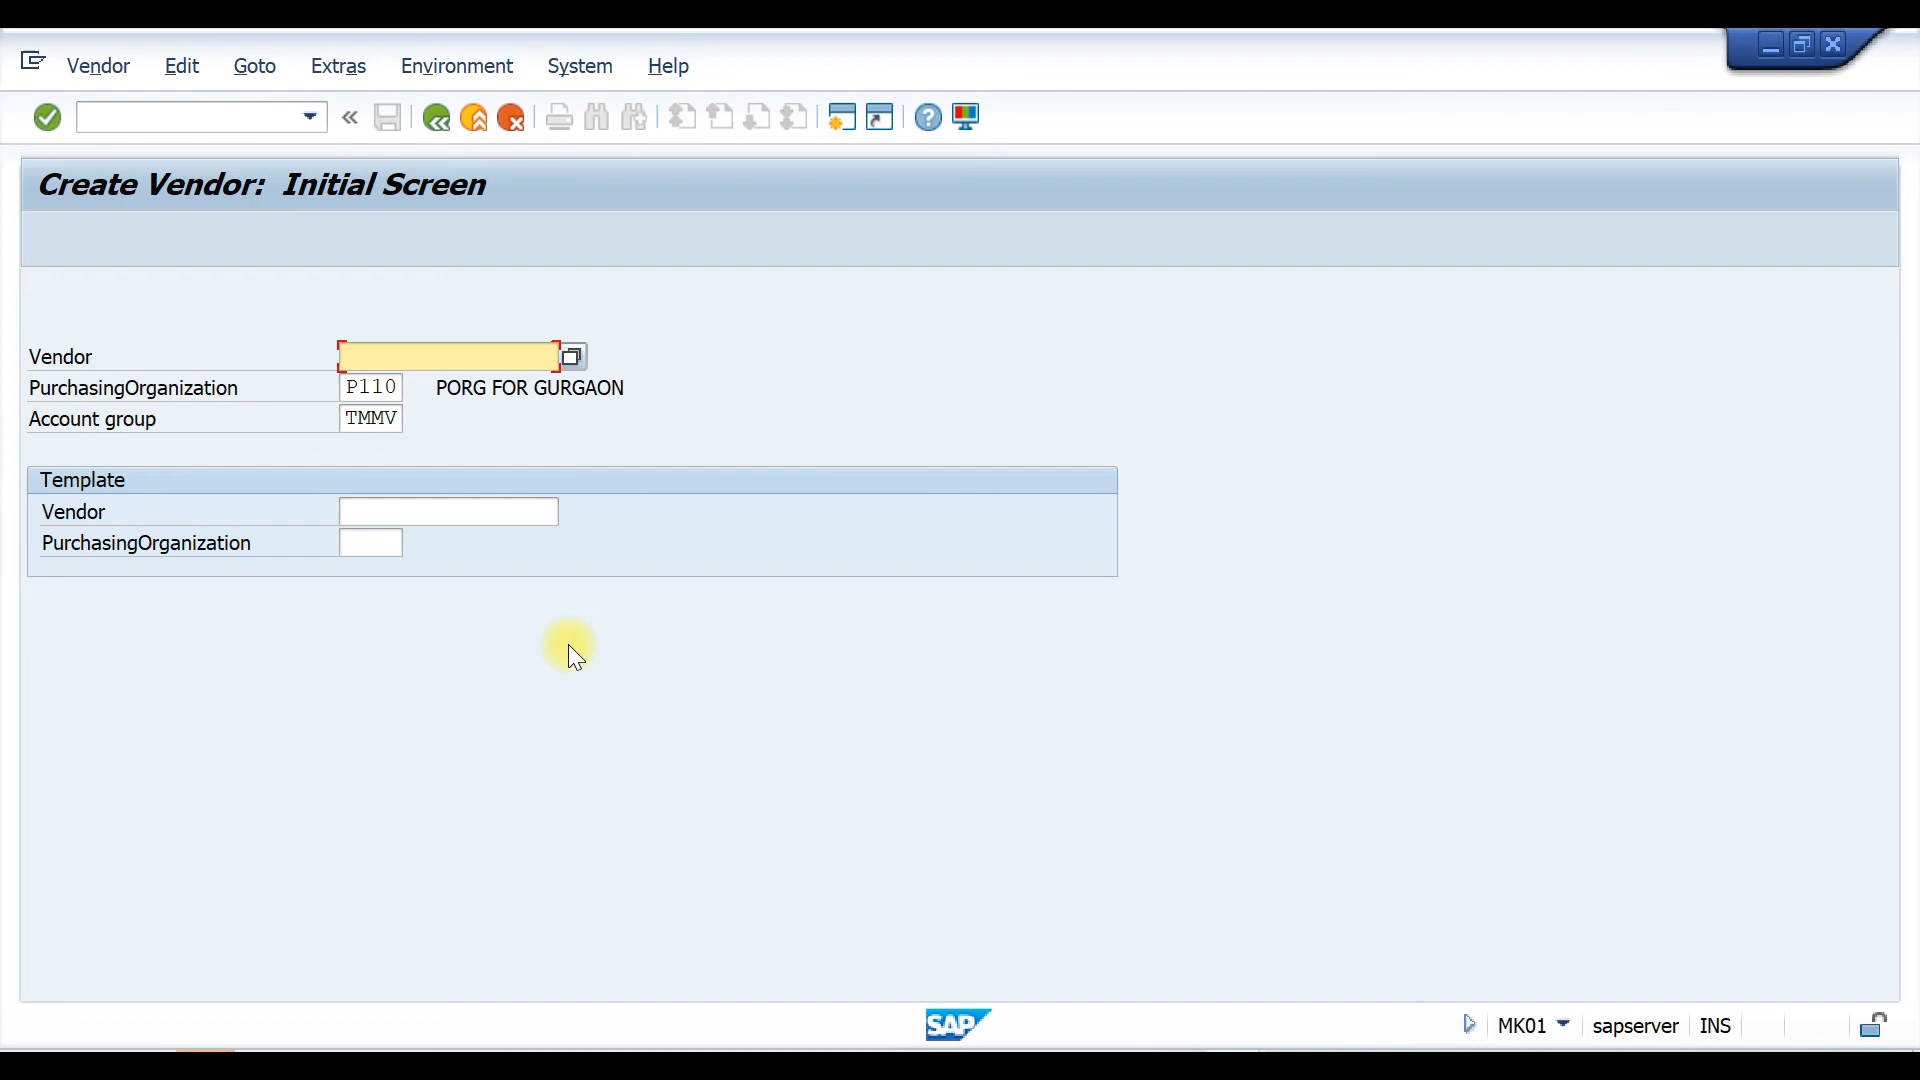 Vendor Edit Goto Extras Environment System Help
Create Vendor: Initial Screen
Vendor
PurchasingOrganization P110 PORG FOR GURGAON
Account group TMMV
Template
Vendor
PurchasingOrganization
SAP MK01 sapserver INS